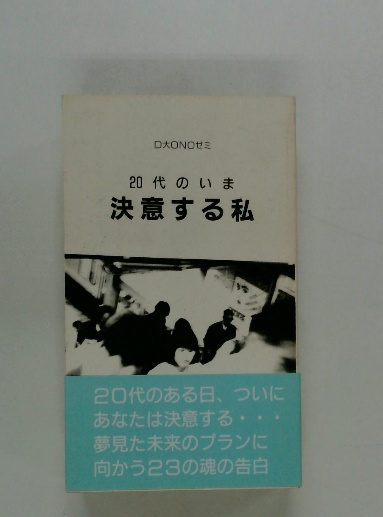 D大ONOゼミ
20代のいま
決意する私
20代のある日、ついに
あなたは決意する・・・
夢見た未来のプランに
向かう23の魂の告白